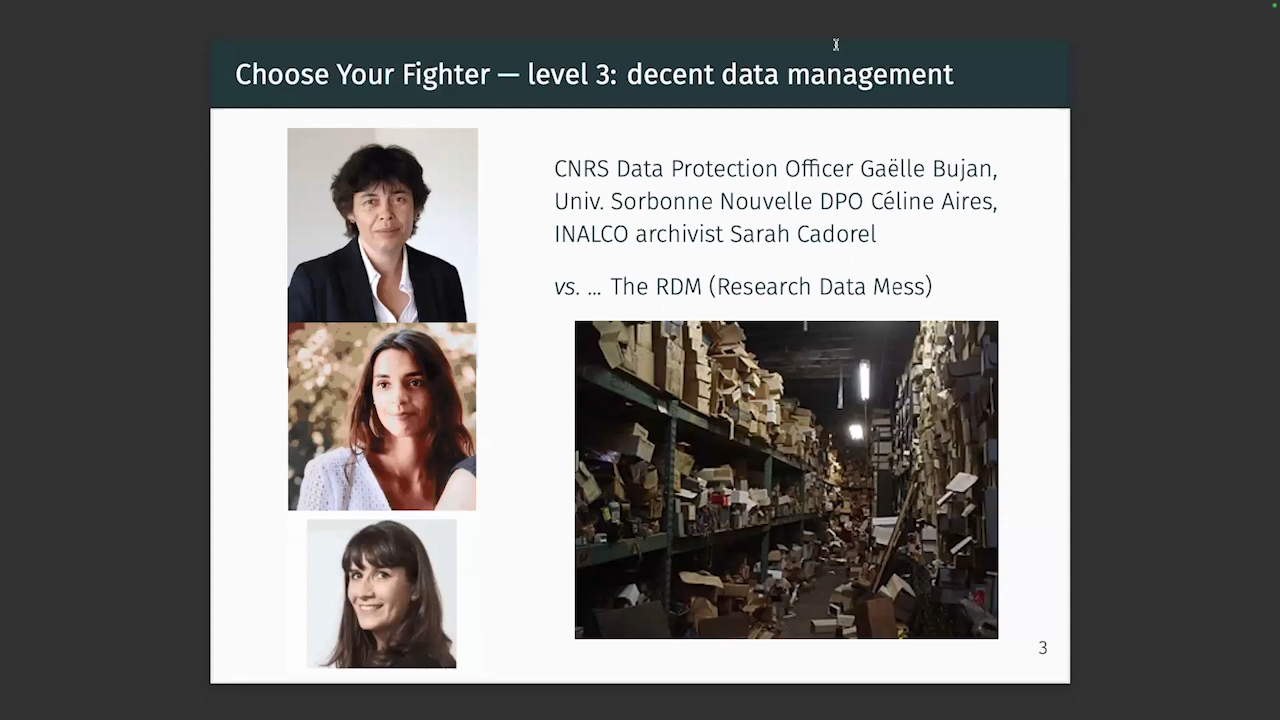 Choose Your Fighter — level 3: decent data management
CNRS Data Protection Officer Gaëlle Bujan,
Univ. Sorbonne Nouvelle DPO Céline Aires,
INALCO archivist Sarah Cadorel
vs. ... The RDM (Research Data Mess)
3